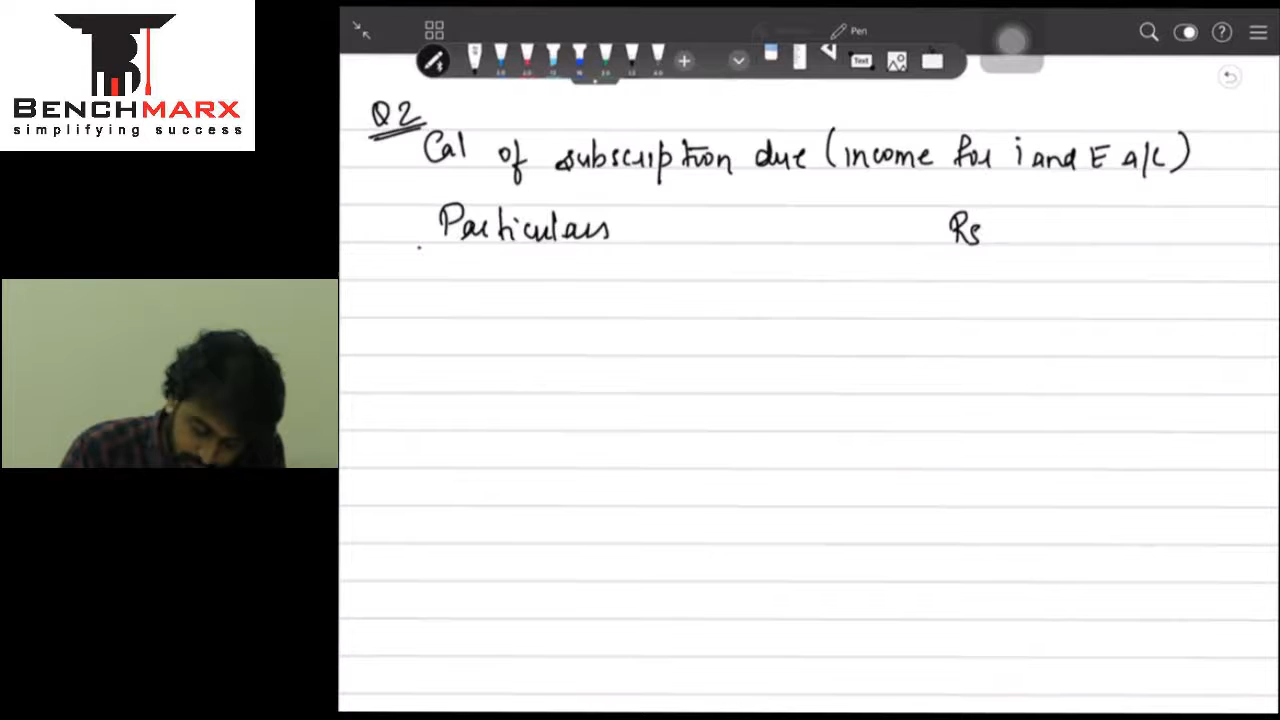 BENCHMARX
simplifying success
Pen
Text
Q2
Cal of subscription due (income for i and E a/c)
Particulars Rs